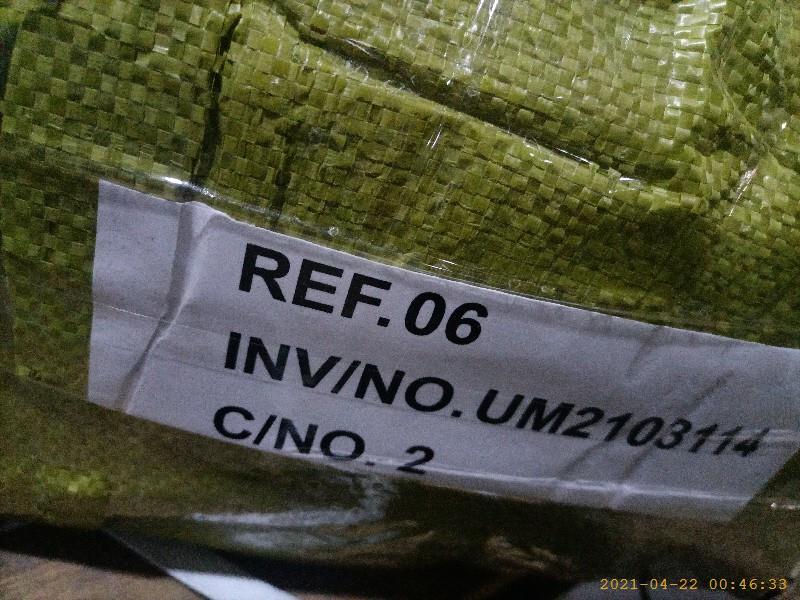 REF.06
INV/NO.UM2103114
C/NO. 2
2021-04-22 00:46:33